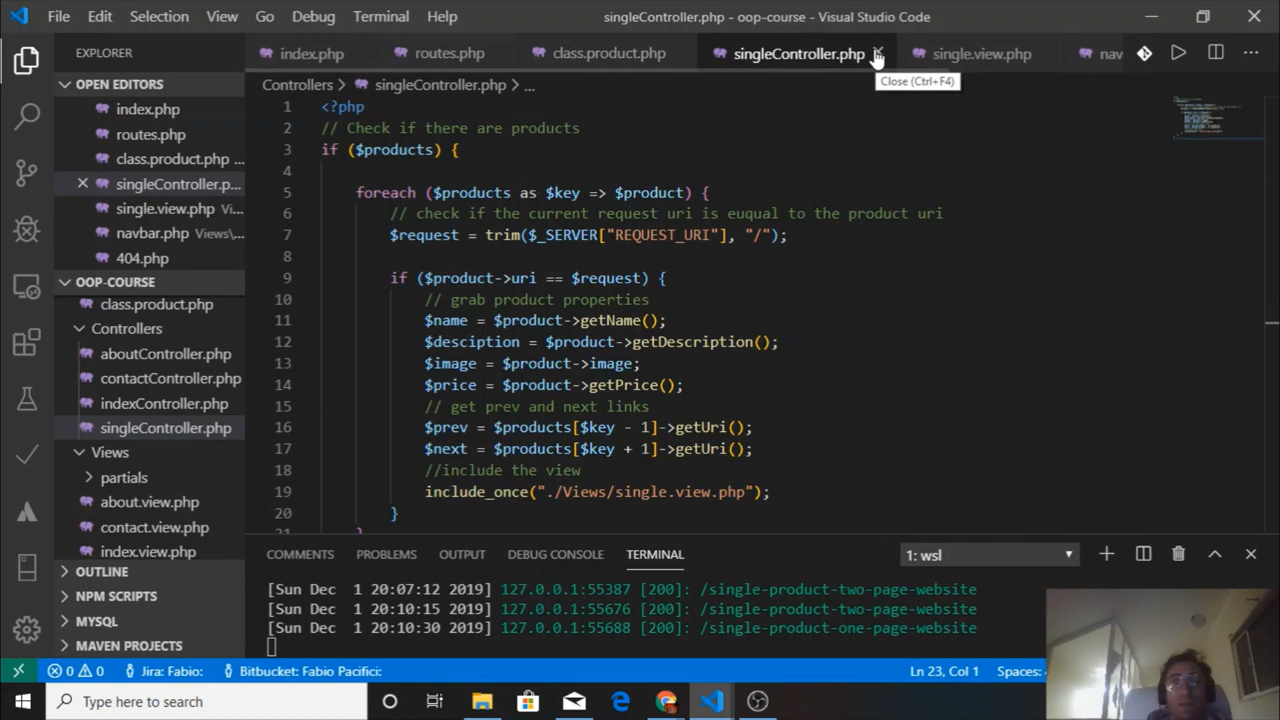 File Edit Selection View Go Debug Terminal Help singleController.php - oop-course - Visual Studio Code
EXPLORER
index.php routes.php class.product.php singleController.php single.view.php nav
Close (Ctrl+F4)
OPEN EDITORS
index.php
routes.php
class.product.php ...
singleController.p...
single.view.php Vi...
navbar.php Views\...
404.php
OOP-COURSE
class.product.php
Controllers
aboutController.php
contactController.php
indexController.php
singleController.php
Views
partials
about.view.php
contact.view.php
index.view.php
OUTLINE
NPM SCRIPTS
MYSQL
MAVEN PROJECTS
Controllers > singleController.php > ...
1 <?php
2 // Check if there are products
3 if ($products) {
4
5 foreach ($products as $key => $product) {
6 // check if the current request uri is euqual to the product uri
7 $request = trim($_SERVER["REQUEST_URI"], "/");
8
9 if ($product->uri == $request) {
10 // grab product properties
11 $name = $product->getName();
12 $desciption = $product->getDescription();
13 $image = $product->image;
14 $price = $product->getPrice();
15 // get prev and next links
16 $prev = $products[$key - 1]->getUri();
17 $next = $products[$key + 1]->getUri();
18 //include the view
19 include_once("./Views/single.view.php");
20 }
21 }
COMMENTS PROBLEMS OUTPUT DEBUG CONSOLE TERMINAL 1: wsl
[Sun Dec 1 20:07:12 2019] 127.0.0.1:55387 [200]: /single-product-two-page-website
[Sun Dec 1 20:10:15 2019] 127.0.0.1:55676 [200]: /single-product-two-page-website
[Sun Dec 1 20:10:30 2019] 127.0.0.1:55688 [200]: /single-product-one-page-website
0 0 Jira: Fabio: Bitbucket: Fabio Pacifici: Ln 23, Col 1 Spaces:
Type here to search